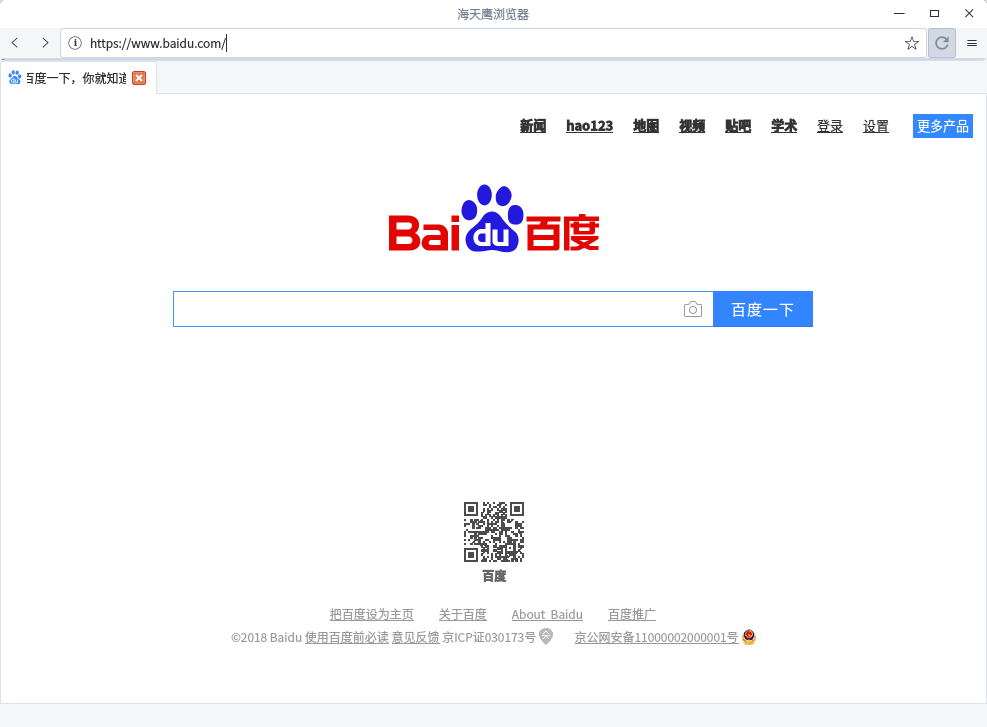 海天鹰浏览器
https://www.baidu.com/
百度一下，你就知道
新闻 hao123 地图 视频 贴吧 学术 登录 设置 更多产品
Bai du 百度
百度一下
百度
把百度设为主页 关于百度 About Baidu 百度推广
©2018 Baidu 使用百度前必读 意见反馈 京ICP证030173号 京公网安备11000002000001号